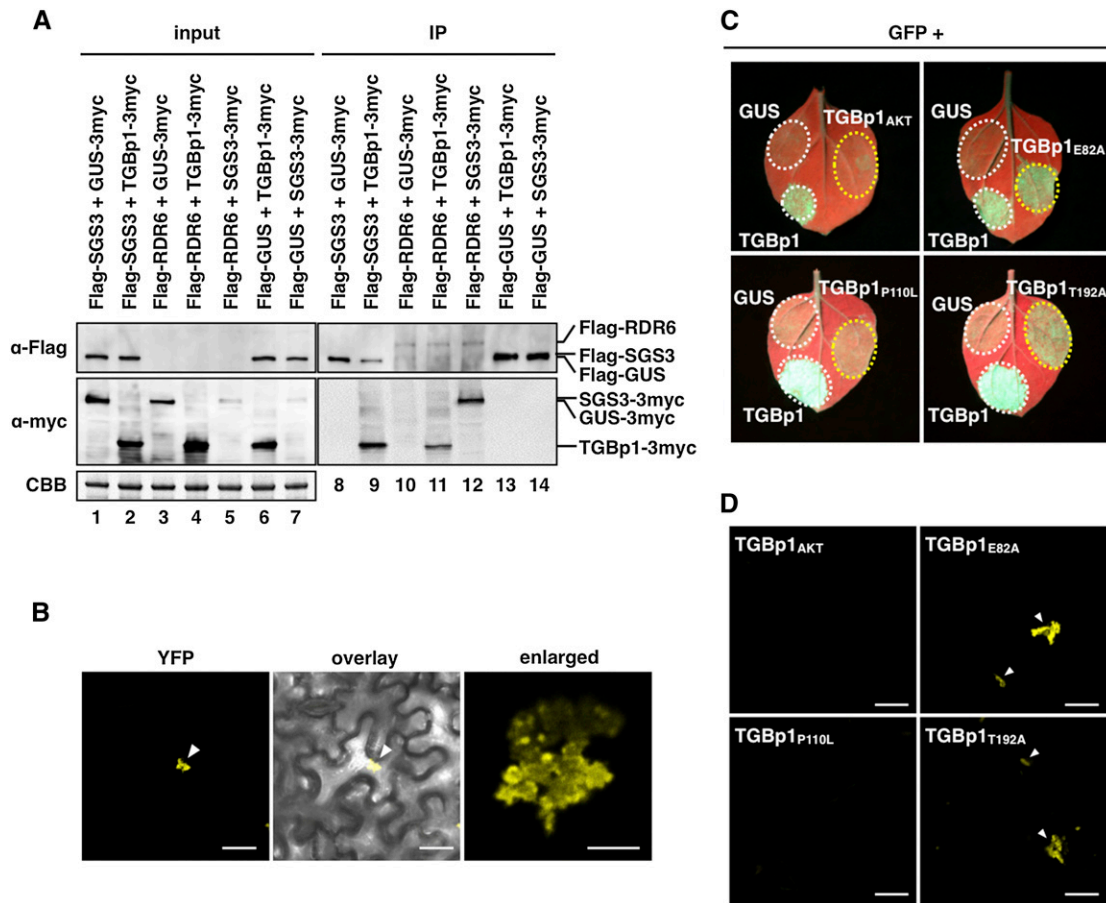 A
input
IP
Flag-SGS3 + GUS-3myc
Flag-SGS3 + TGBp1-3myc
Flag-RDR6 + GUS-3myc
Flag-RDR6 + TGBp1-3myc
Flag-RDR6 + SGS3-3myc
Flag-GUS + TGBp1-3myc
Flag-GUS + SGS3-3myc
Flag-SGS3 + GUS-3myc
Flag-SGS3 + TGBp1-3myc
Flag-RDR6 + GUS-3myc
Flag-RDR6 + TGBp1-3myc
Flag-RDR6 + SGS3-3myc
Flag-GUS + TGBp1-3myc
Flag-GUS + SGS3-3myc
α-Flag
Flag-RDR6
Flag-SGS3
Flag-GUS
α-myc
SGS3-3myc
GUS-3myc
TGBp1-3myc
CBB
8 9 10 11 12 13 14
1 2 3 4 5 6 7
B
YFP
overlay
enlarged
C
GFP +
GUS
TGBp1AKT
TGBp1
GUS
TGBp1E82A
TGBp1
GUS
TGBp1P110L
TGBp1
GUS
TGBp1T192A
TGBp1
D
TGBp1AKT
TGBp1E82A
TGBp1P110L
TGBp1T192A